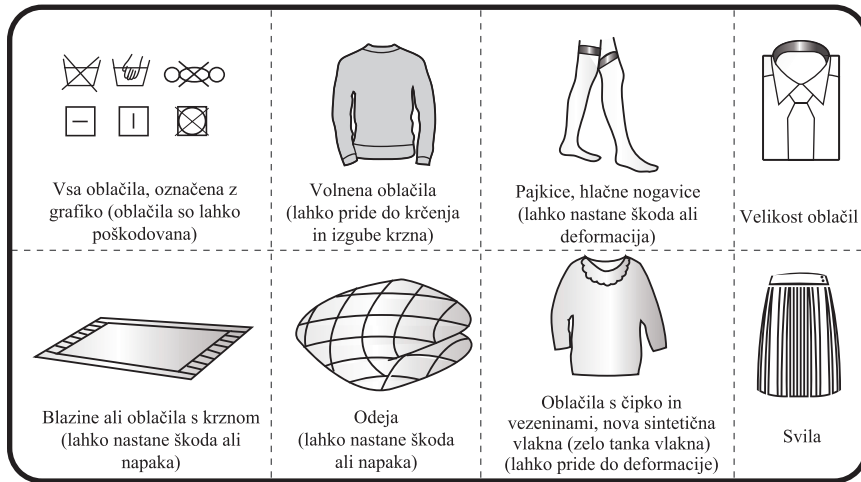 Vsa oblačila, označena z
grafiko (oblačila so lahko
poškodovana)
Volnena oblačila
(lahko pride do krčenja
in izgube krzna)
Pajkice, hlačne nogavice
(lahko nastane škoda ali
deformacija)
Velikost oblačil
Blazine ali oblačila s krznom
(lahko nastane škoda ali
napaka)
Odeja
(lahko nastane škoda
ali napaka)
Oblačila s čipko in
vezeninami, nova sintetična
vlakna (zelo tanka vlakna)
(lahko pride do deformacije)
Svila